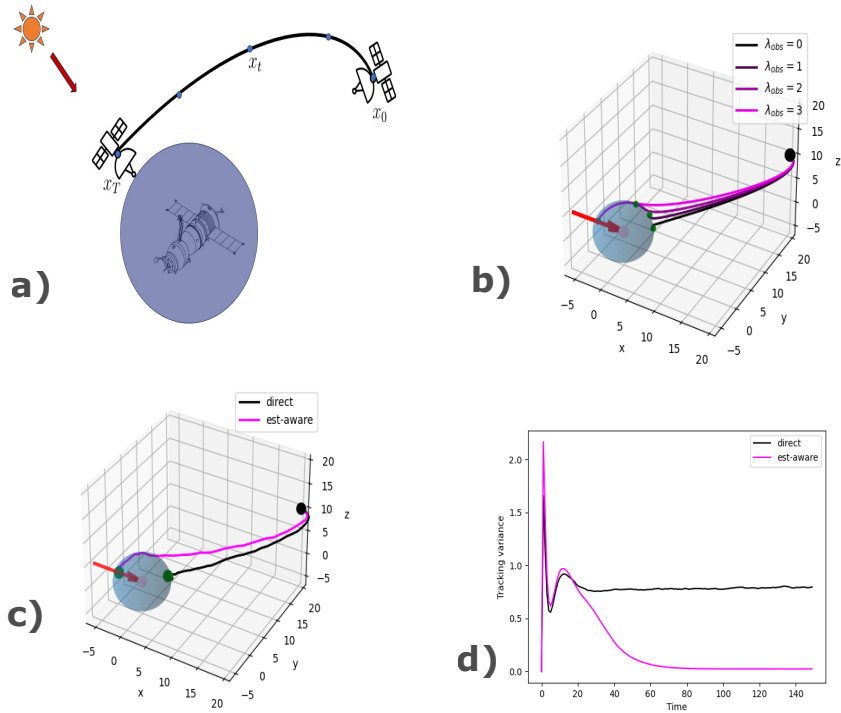 x_t
x_0
x_T
a)
λ_obs = 0
λ_obs = 1
λ_obs = 2
λ_obs = 3
20
15
10
5
0
−5
z
−5
0
5
10
15
20
x
−5
0
5
10
15
20
y
b)
direct
est-aware
20
15
10
5
0
−5
z
−5
0
5
10
15
20
x
−5
0
5
10
15
20
y
c)
direct
est-aware
2.0
1.5
1.0
0.5
0.0
Tracking variance
0 20 40 60 80 100 120 140
Time
d)